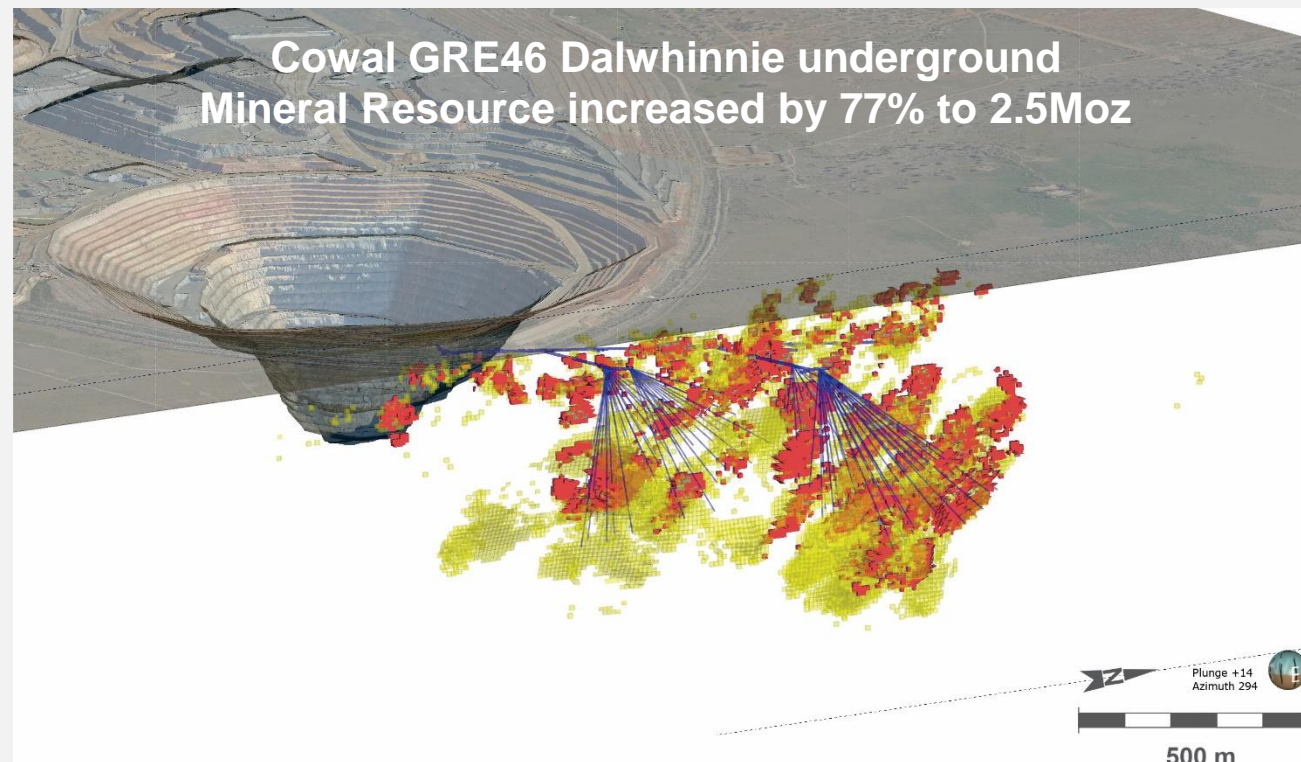 Cowal GRE46 Dalwhinnie underground
Mineral Resource increased by 77% to 2.5Moz
N
Plunge +14
Azimuth 294
E
500 m